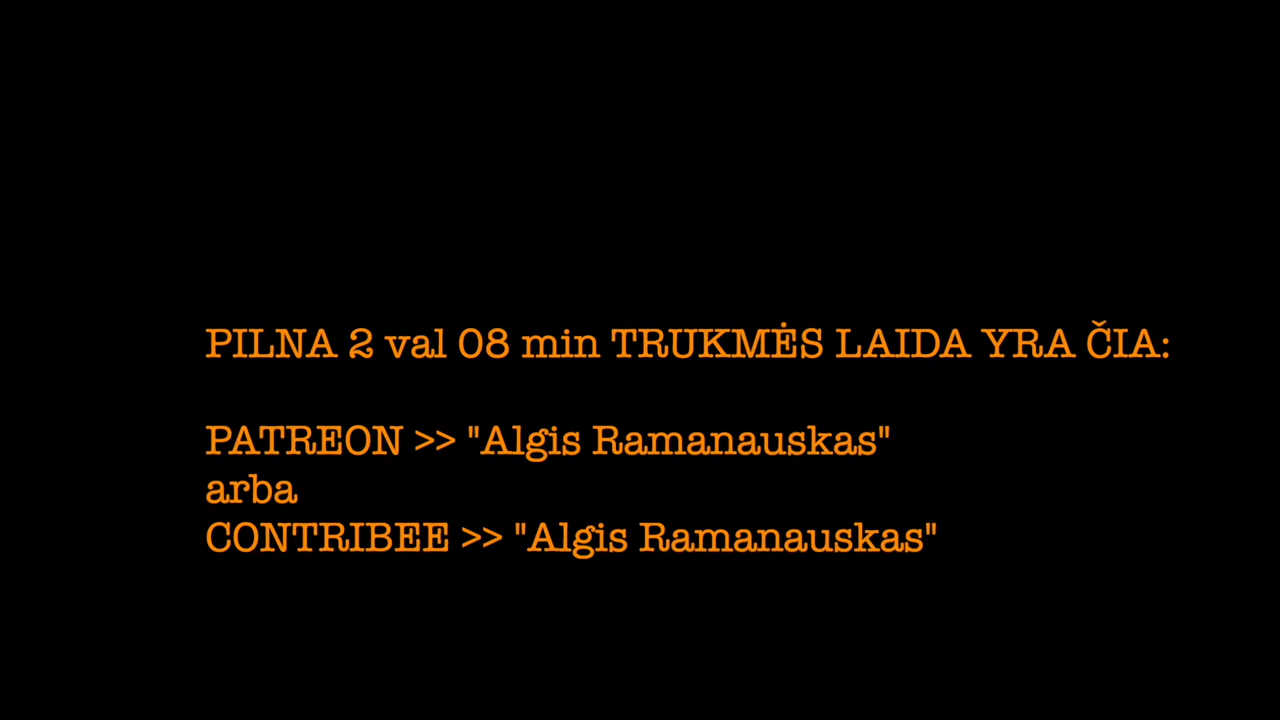 PILNA 2 val 08 min TRUKMĖS LAIDA YRA ČIA:
PATREON >> "Algis Ramanauskas"
arba
CONTRIBEE >> "Algis Ramanauskas"